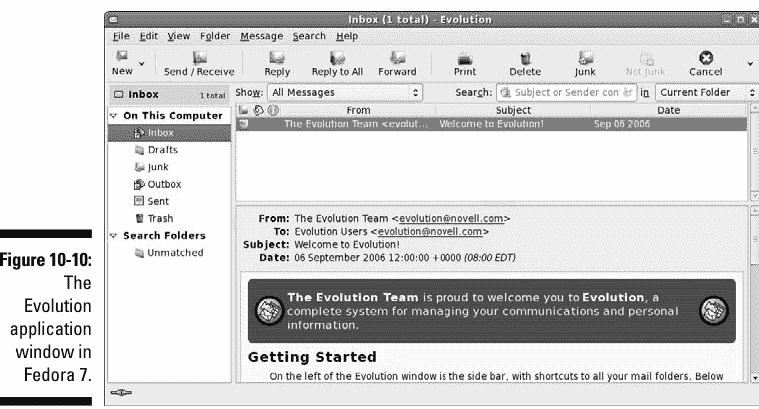 Inbox (1 total) - Evolution
File Edit View Folder Message Search Help
New Send / Receive Reply Reply to All Forward Print Delete Junk Not Junk Cancel
Inbox 1 total Show: All Messages Search: Subject or Sender con in Current Folder
From Subject Date
The Evolution Team <evolut... Welcome to Evolution! Sep 06 2006
On This Computer
Inbox
Drafts
Junk
Outbox
Sent
Trash
Search Folders
Unmatched
From: The Evolution Team <evolution@novell.com>
To: Evolution Users <evolution@novell.com>
Subject: Welcome to Evolution!
Date: 06 September 2006 12:00:00 +0000 (08:00 EDT)
The Evolution Team is proud to welcome you to Evolution, a
complete system for managing your communications and personal
information.
Getting Started
On the left of the Evolution window is the side bar, with shortcuts to all your mail folders. Below
Figure 10-10:
The
Evolution
application
window in
Fedora 7.